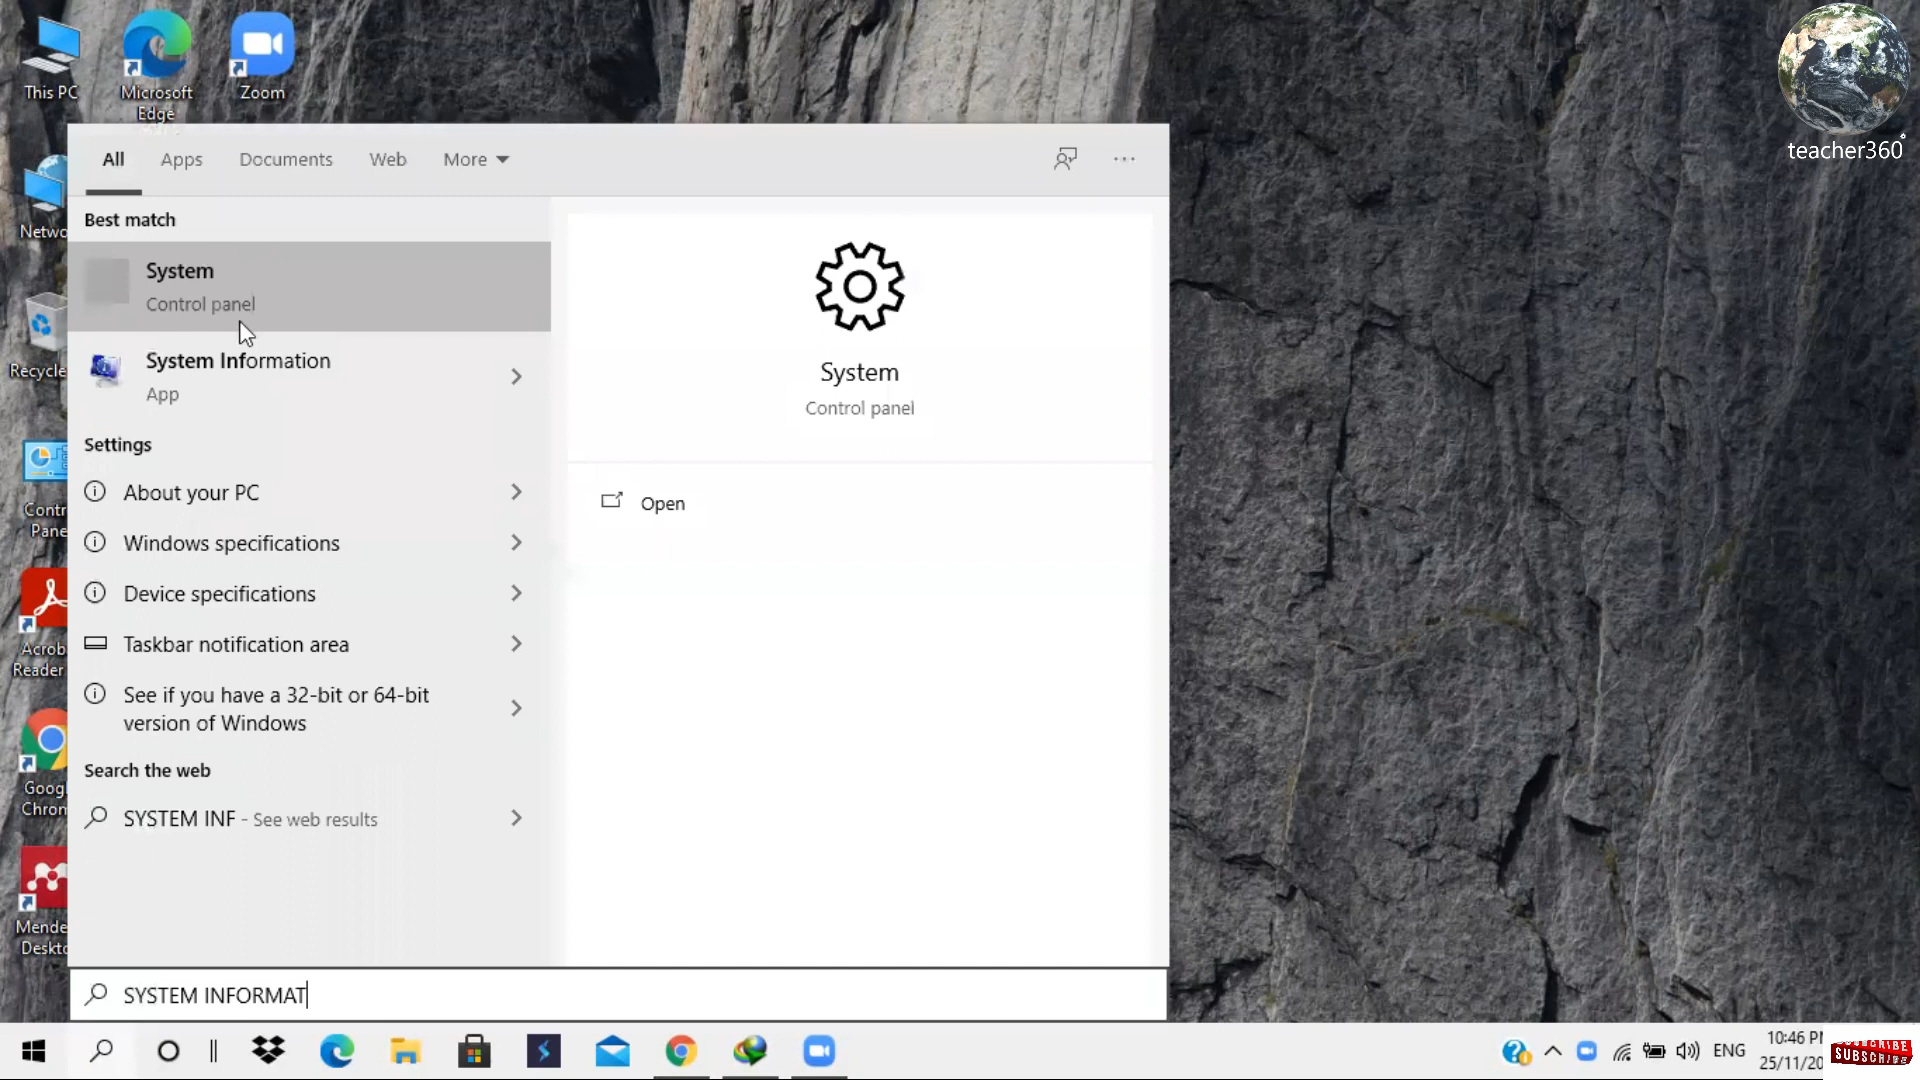 This PC
Microsoft
Edge
Zoom
teacher360°
All
Apps
Documents
Web
More
Best match
System
Control panel
System Information
App
Settings
About your PC
Windows specifications
Device specifications
Taskbar notification area
See if you have a 32-bit or 64-bit
version of Windows
Search the web
SYSTEM INF - See web results
System
Control panel
Open
Netwo
Recycle
Contr
Pane
Acrob
Reader
Googl
Chrom
Mende
Deskto
SYSTEM INFORMAT
ENG
10:46 P
25/11/20
SUBSCRIBE